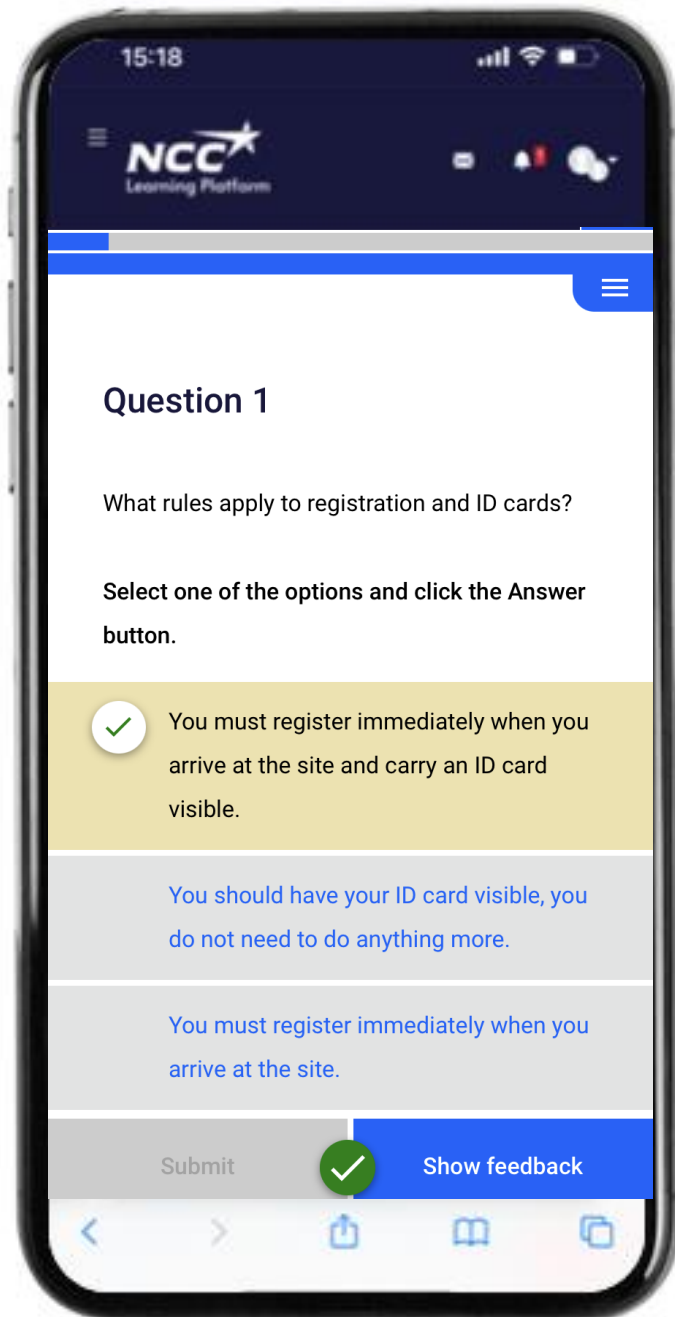 15:18
NCC
Learning Platform
Question 1
What rules apply to registration and ID cards?
Select one of the options and click the Answer
button.
You must register immediately when you
arrive at the site and carry an ID card
visible.
You should have your ID card visible, you
do not need to do anything more.
You must register immediately when you
arrive at the site.
Submit
Show feedback